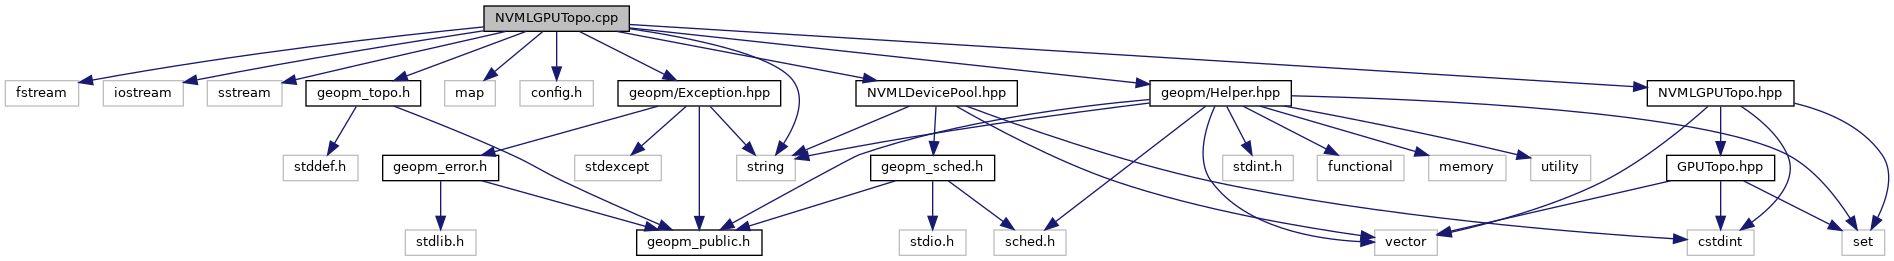 NVMLGPUTopo.cpp
fstream
iostream
sstream
geopm_topo.h
map
config.h
geopm/Exception.hpp
NVMLDevicePool.hpp
geopm/Helper.hpp
NVMLGPUTopo.hpp
stddef.h
geopm_error.h
stdexcept
string
geopm_sched.h
stdint.h
functional
memory
utility
GPUTopo.hpp
stdlib.h
geopm_public.h
stdio.h
sched.h
vector
cstdint
set